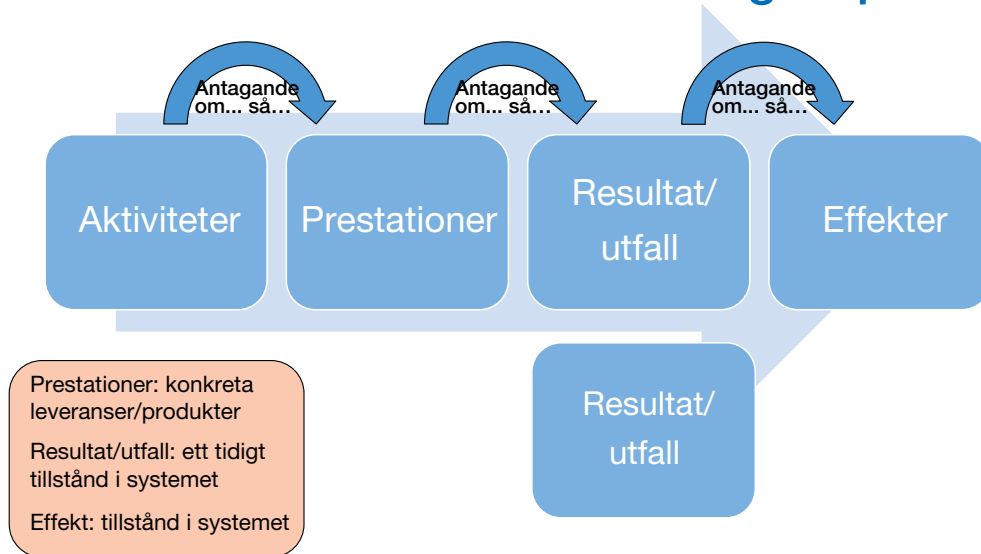 Antagande
om... så...
Antagande
om... så...
Antagande
om... så...
Aktiviteter
Prestationer
Resultat/
utfall
Effekter
Resultat/
utfall
Prestationer: konkreta
leveranser/produkter
Resultat/utfall: ett tidigt
tillstånd i systemet
Effekt: tillstånd i systemet